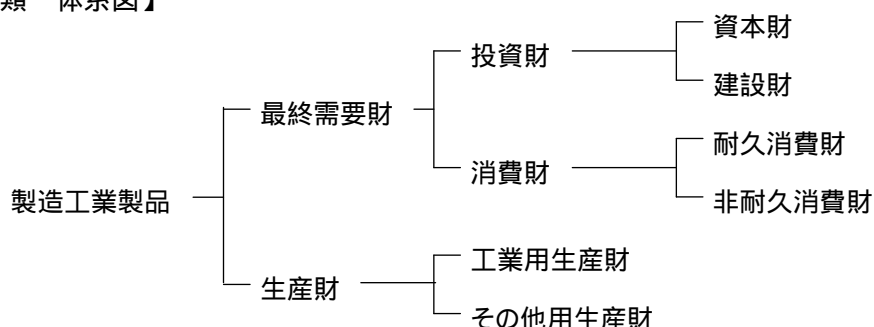 類 体系図】
資本財
投資財
建設財
最終需要財
耐久消費財
消費財
製造工業製品
非耐久消費財
工業用生産財
生産財
その他用生産財